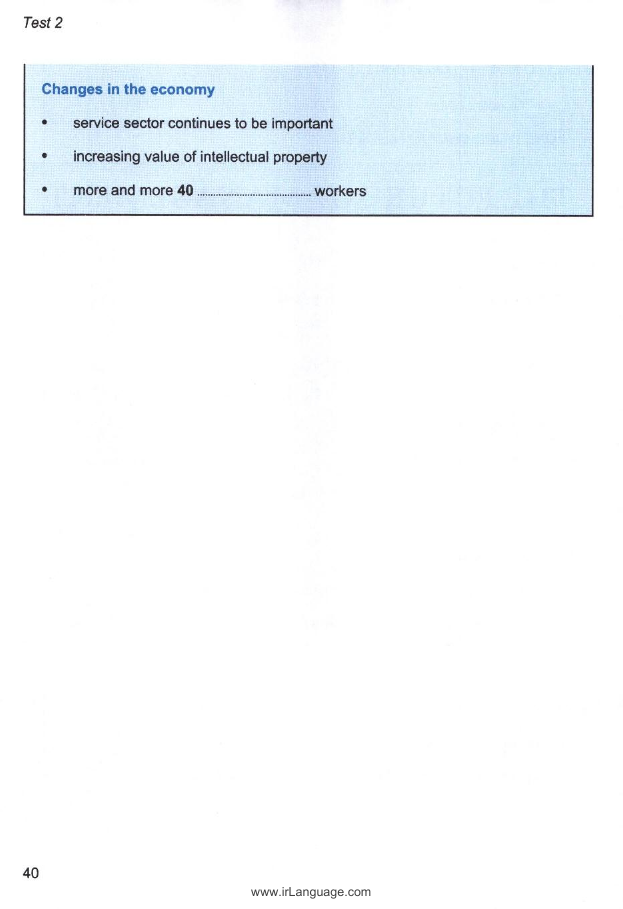 Test 2
Changes in the economy
• service sector continues to be important
• increasing value of intellectual property
• more and more 40 ........................................ workers
40
www.irLanguage.com